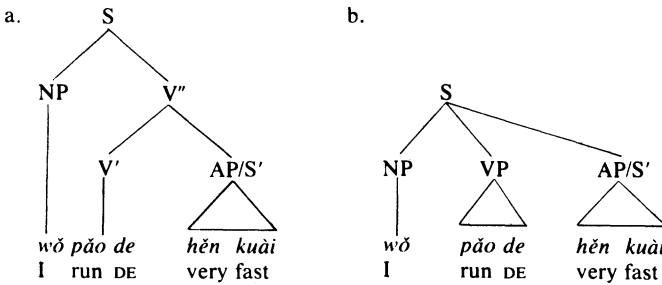 a. S b.
NP V″ S
V′ AP/S′ NP VP AP/S′
wǒ pǎo de hěn kuài wǒ pǎo de hěn kuài
I run DE very fast I run DE very fast